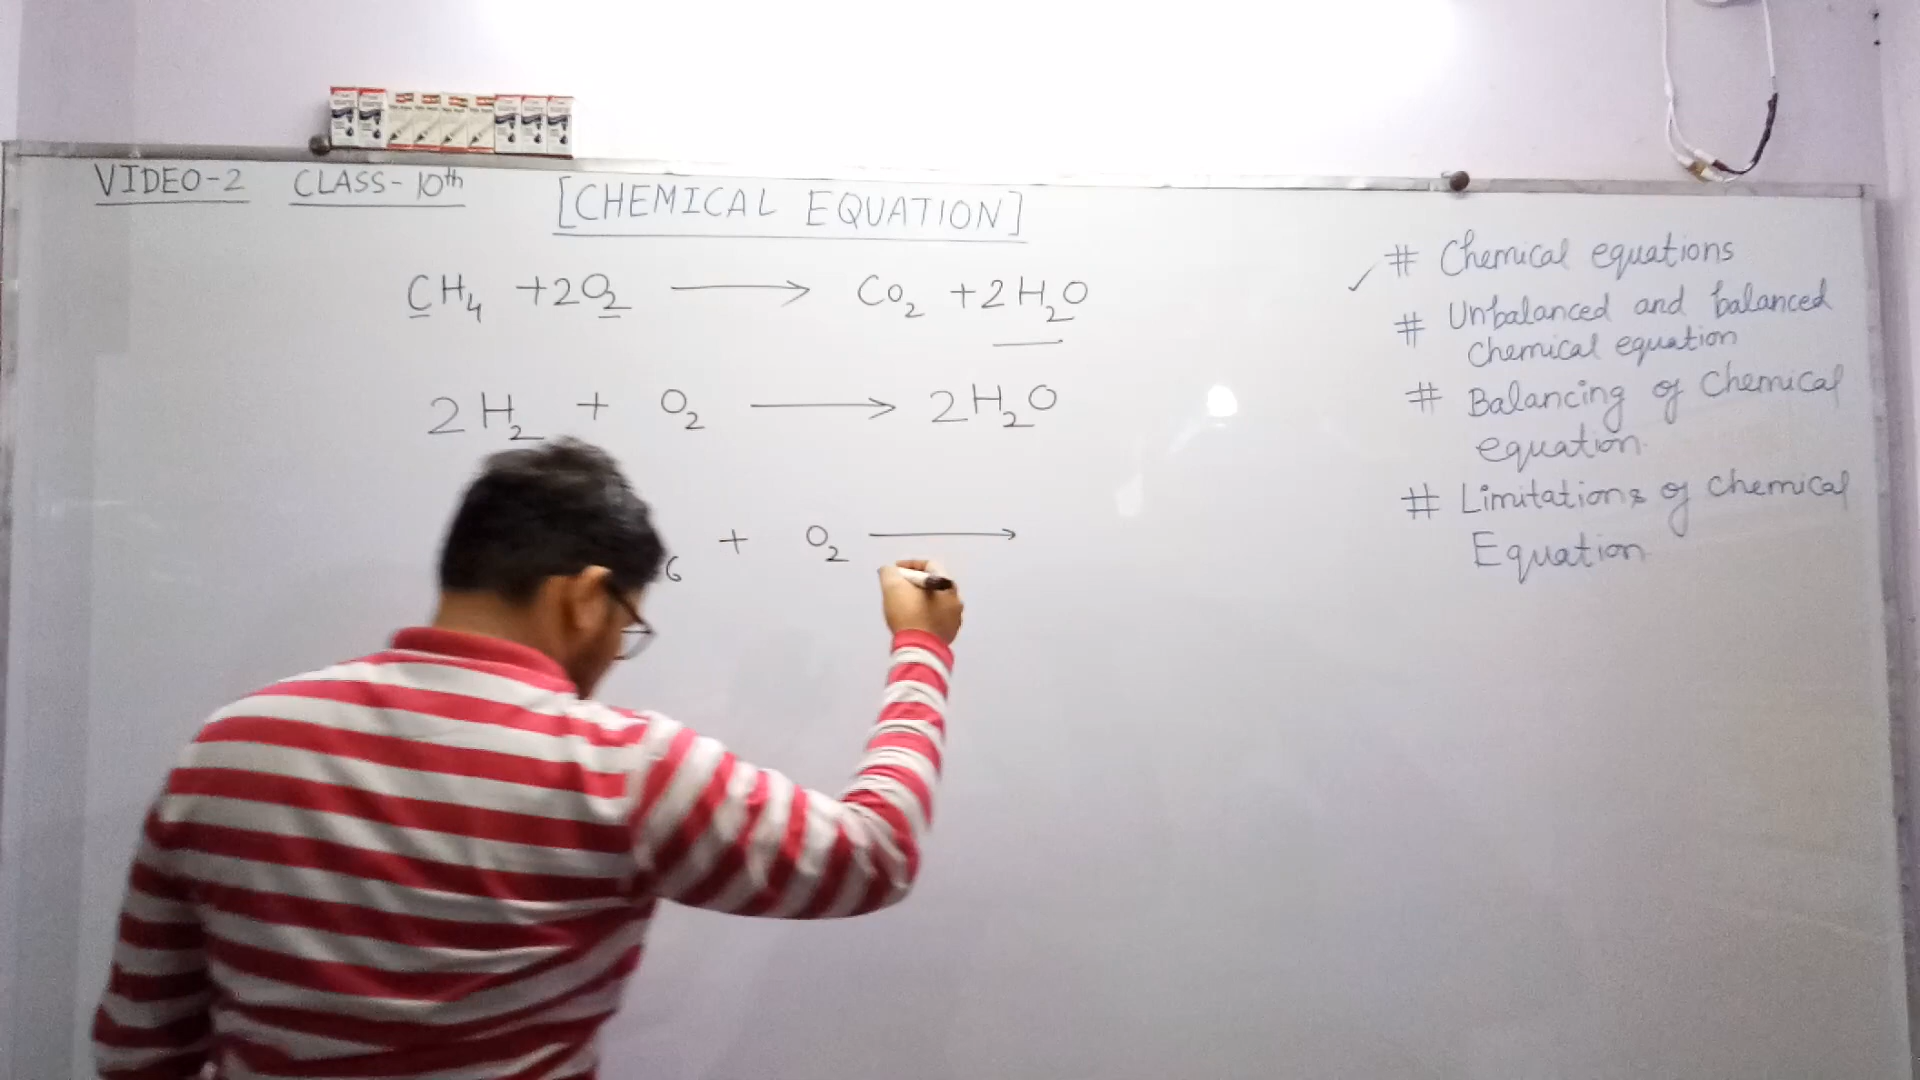 VIDEO-2 CLASS-10th [CHEMICAL EQUATION]
CH₄ +2O₂ ⟶ Co₂ +2H₂O
2H₂ + O₂ ⟶ 2H₂O
₆ + O₂ ⟶
# Chemical equations
# Unbalanced and balanced
chemical equation
# Balancing of Chemical
equation.
# Limitations of chemical
Equation